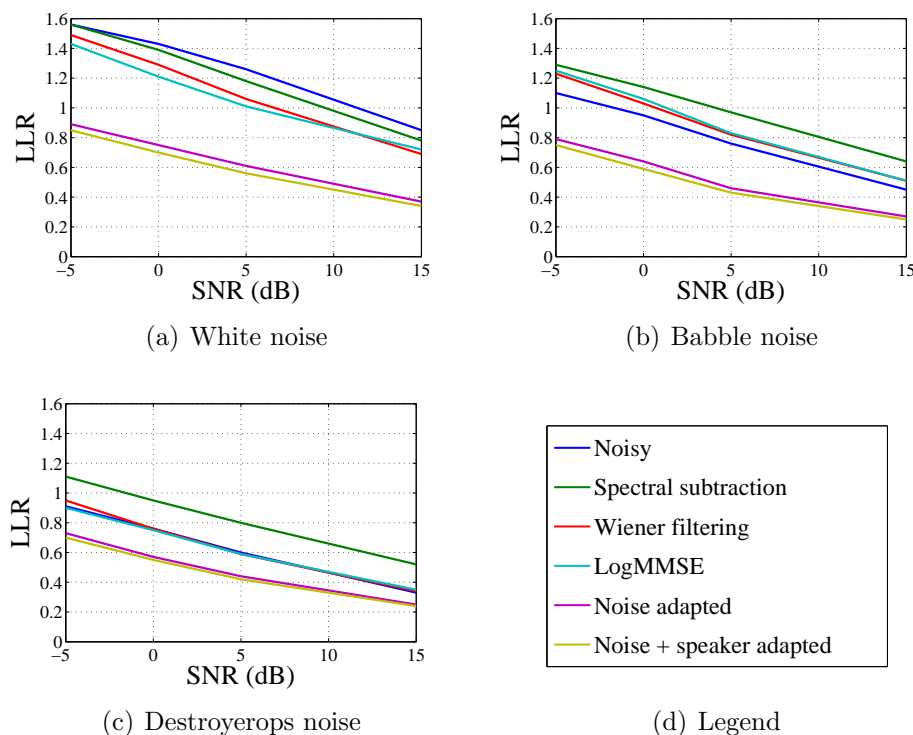 1.6
1.4
1.2
1
0.8
0.6
0.4
0.2
0
LLR
−5 0 5 10 15
SNR (dB)
(a) White noise
1.6
1.4
1.2
1
0.8
0.6
0.4
0.2
0
LLR
−5 0 5 10 15
SNR (dB)
(b) Babble noise
1.6
1.4
1.2
1
0.8
0.6
0.4
0.2
0
LLR
−5 0 5 10 15
SNR (dB)
(c) Destroyerops noise
Noisy
Spectral subtraction
Wiener filtering
LogMMSE
Noise adapted
Noise + speaker adapted
(d) Legend